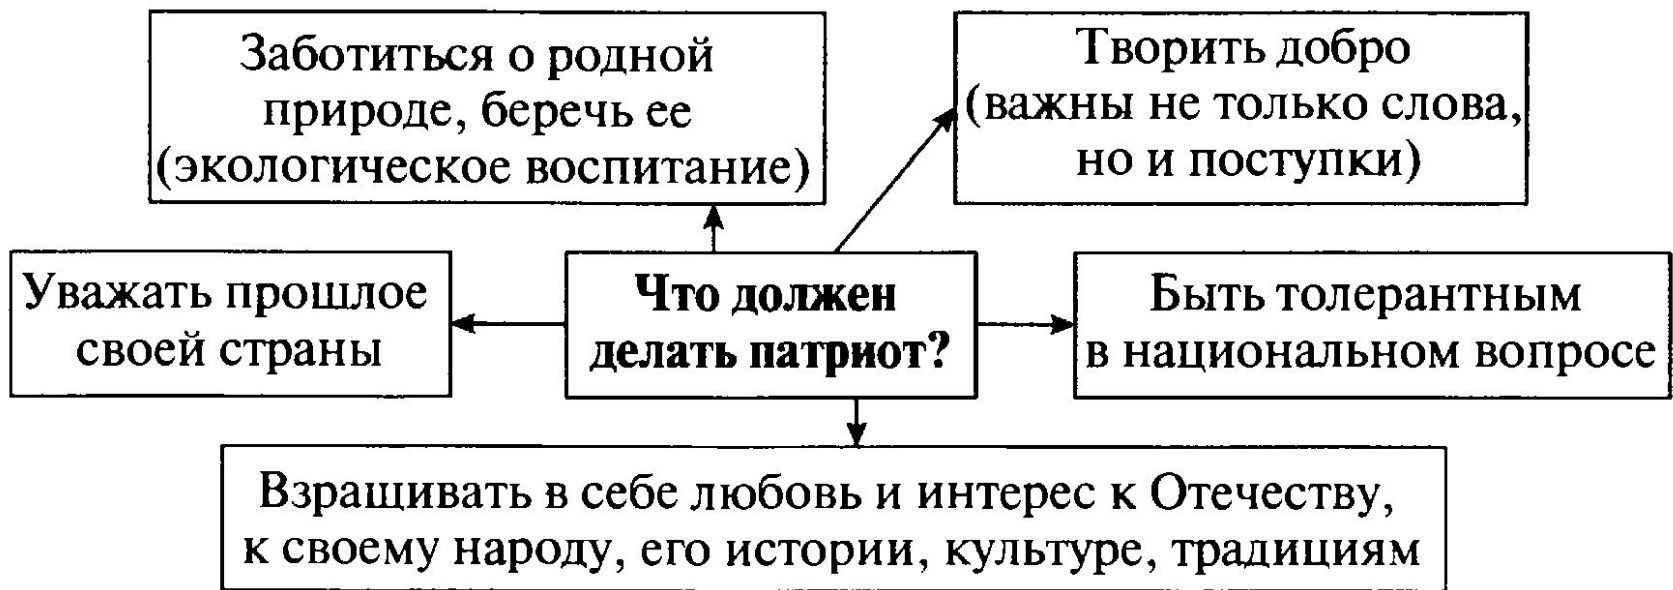 Заботиться о родной
природе, беречь ее
(экологическое воспитание)
Творить добро
(важны не только слова,
но и поступки)
Уважать прошлое
своей страны
Что должен
делать патриот?
Быть толерантным
в национальном вопросе
Взращивать в себе любовь и интерес к Отечеству,
к своему народу, его истории, культуре, традициям